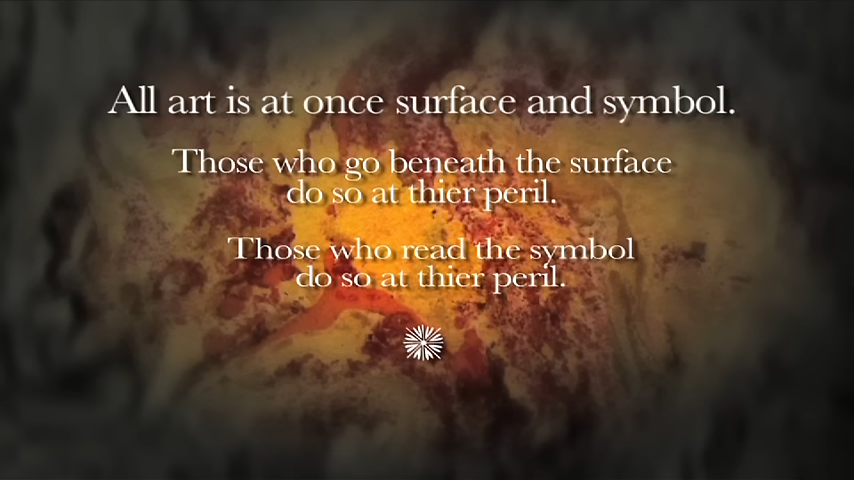 All art is at once surface and symbol.
Those who go beneath the surface
do so at thier peril.
Those who read the symbol
do so at thier peril.